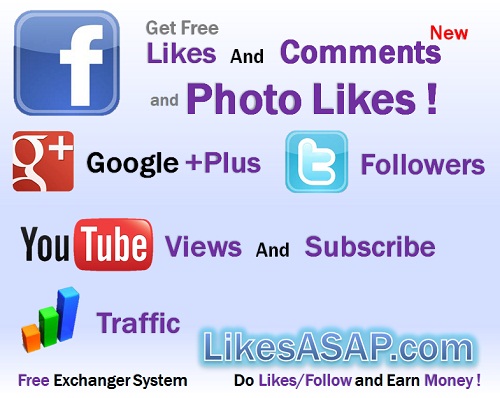 Get Free
New
Likes And Comments
and Photo Likes !
f
g+ Google +Plus
t Followers
YouTube Views And Subscribe
Traffic
LikesASAP.com
Free Exchanger System Do Likes/Follow and Earn Money !